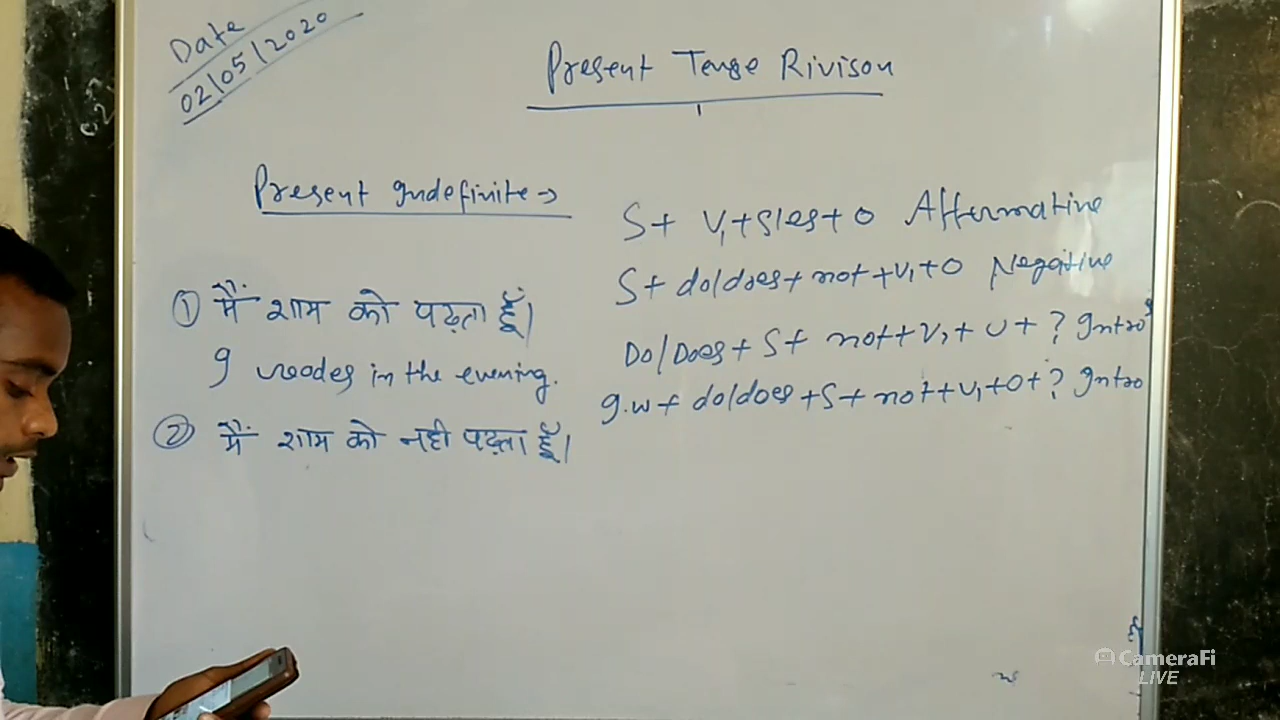 Date
02/05/2020
Present Tense Rivison
Present Indefinite →
S + V₁ + s/es + O Affermative
S + do/does + not + V₁ + O Negative
Do/Does + S + not + V₁ + O + ? Intro
I.W + do/does + S + not + V₁ + O + ? Intro
① मैं शाम को पढ़ता हूँ।
I reades in the evening.
② मैं शाम को नही पढ़ता हूँ।
CameraFi
LIVE